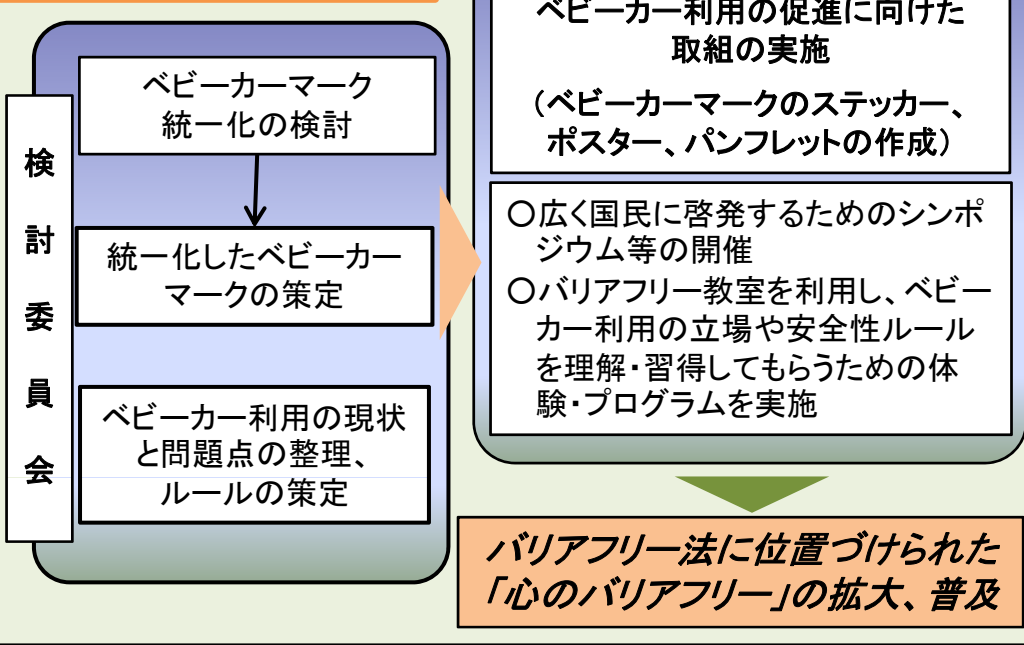 検討委員会
ベビーカーマーク
統一化の検討
統一化したベビーカー
マークの策定
ベビーカー利用の現状
と問題点の整理、
ルールの策定
ベビーカー利用の促進に向けた
取組の実施
（ベビーカーマークのステッカー、
ポスター、パンフレットの作成）
○広く国民に啓発するためのシンポ
ジウム等の開催
○バリアフリー教室を利用し、ベビー
カー利用の立場や安全性ルール
を理解・習得してもらうための体
験・プログラムを実施
バリアフリー法に位置づけられた
「心のバリアフリー」の拡大、普及